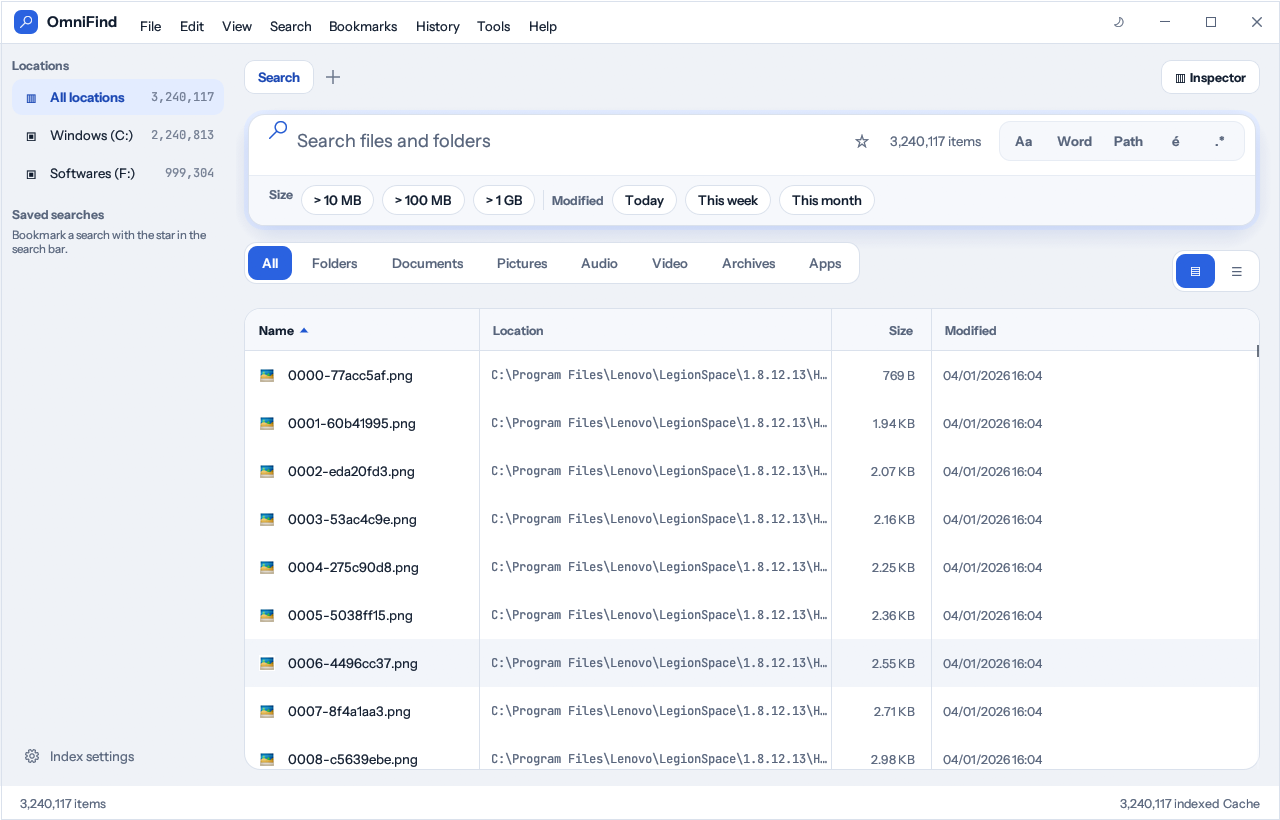 OmniFind File Edit View Search Bookmarks History Tools Help
Locations
All locations 3,240,117
Windows (C:) 2,240,813
Softwares (F:) 999,304
Saved searches
Bookmark a search with the star in the
search bar.
Index settings
Search
Inspector
Search files and folders 3,240,117 items Aa Word Path é .*
Size > 10 MB > 100 MB > 1 GB Modified Today This week This month
All Folders Documents Pictures Audio Video Archives Apps
Name Location Size Modified
0000-77acc5af.png C:\Program Files\Lenovo\LegionSpace\1.8.12.13\H… 769 B 04/01/2026 16:04
0001-60b41995.png C:\Program Files\Lenovo\LegionSpace\1.8.12.13\H… 1.94 KB 04/01/2026 16:04
0002-eda20fd3.png C:\Program Files\Lenovo\LegionSpace\1.8.12.13\H… 2.07 KB 04/01/2026 16:04
0003-53ac4c9e.png C:\Program Files\Lenovo\LegionSpace\1.8.12.13\H… 2.16 KB 04/01/2026 16:04
0004-275c90d8.png C:\Program Files\Lenovo\LegionSpace\1.8.12.13\H… 2.25 KB 04/01/2026 16:04
0005-5038ff15.png C:\Program Files\Lenovo\LegionSpace\1.8.12.13\H… 2.36 KB 04/01/2026 16:04
0006-4496cc37.png C:\Program Files\Lenovo\LegionSpace\1.8.12.13\H… 2.55 KB 04/01/2026 16:04
0007-8f4a1aa3.png C:\Program Files\Lenovo\LegionSpace\1.8.12.13\H… 2.71 KB 04/01/2026 16:04
0008-c5639ebe.png C:\Program Files\Lenovo\LegionSpace\1.8.12.13\H… 2.98 KB 04/01/2026 16:04
3,240,117 items 3,240,117 indexed Cache